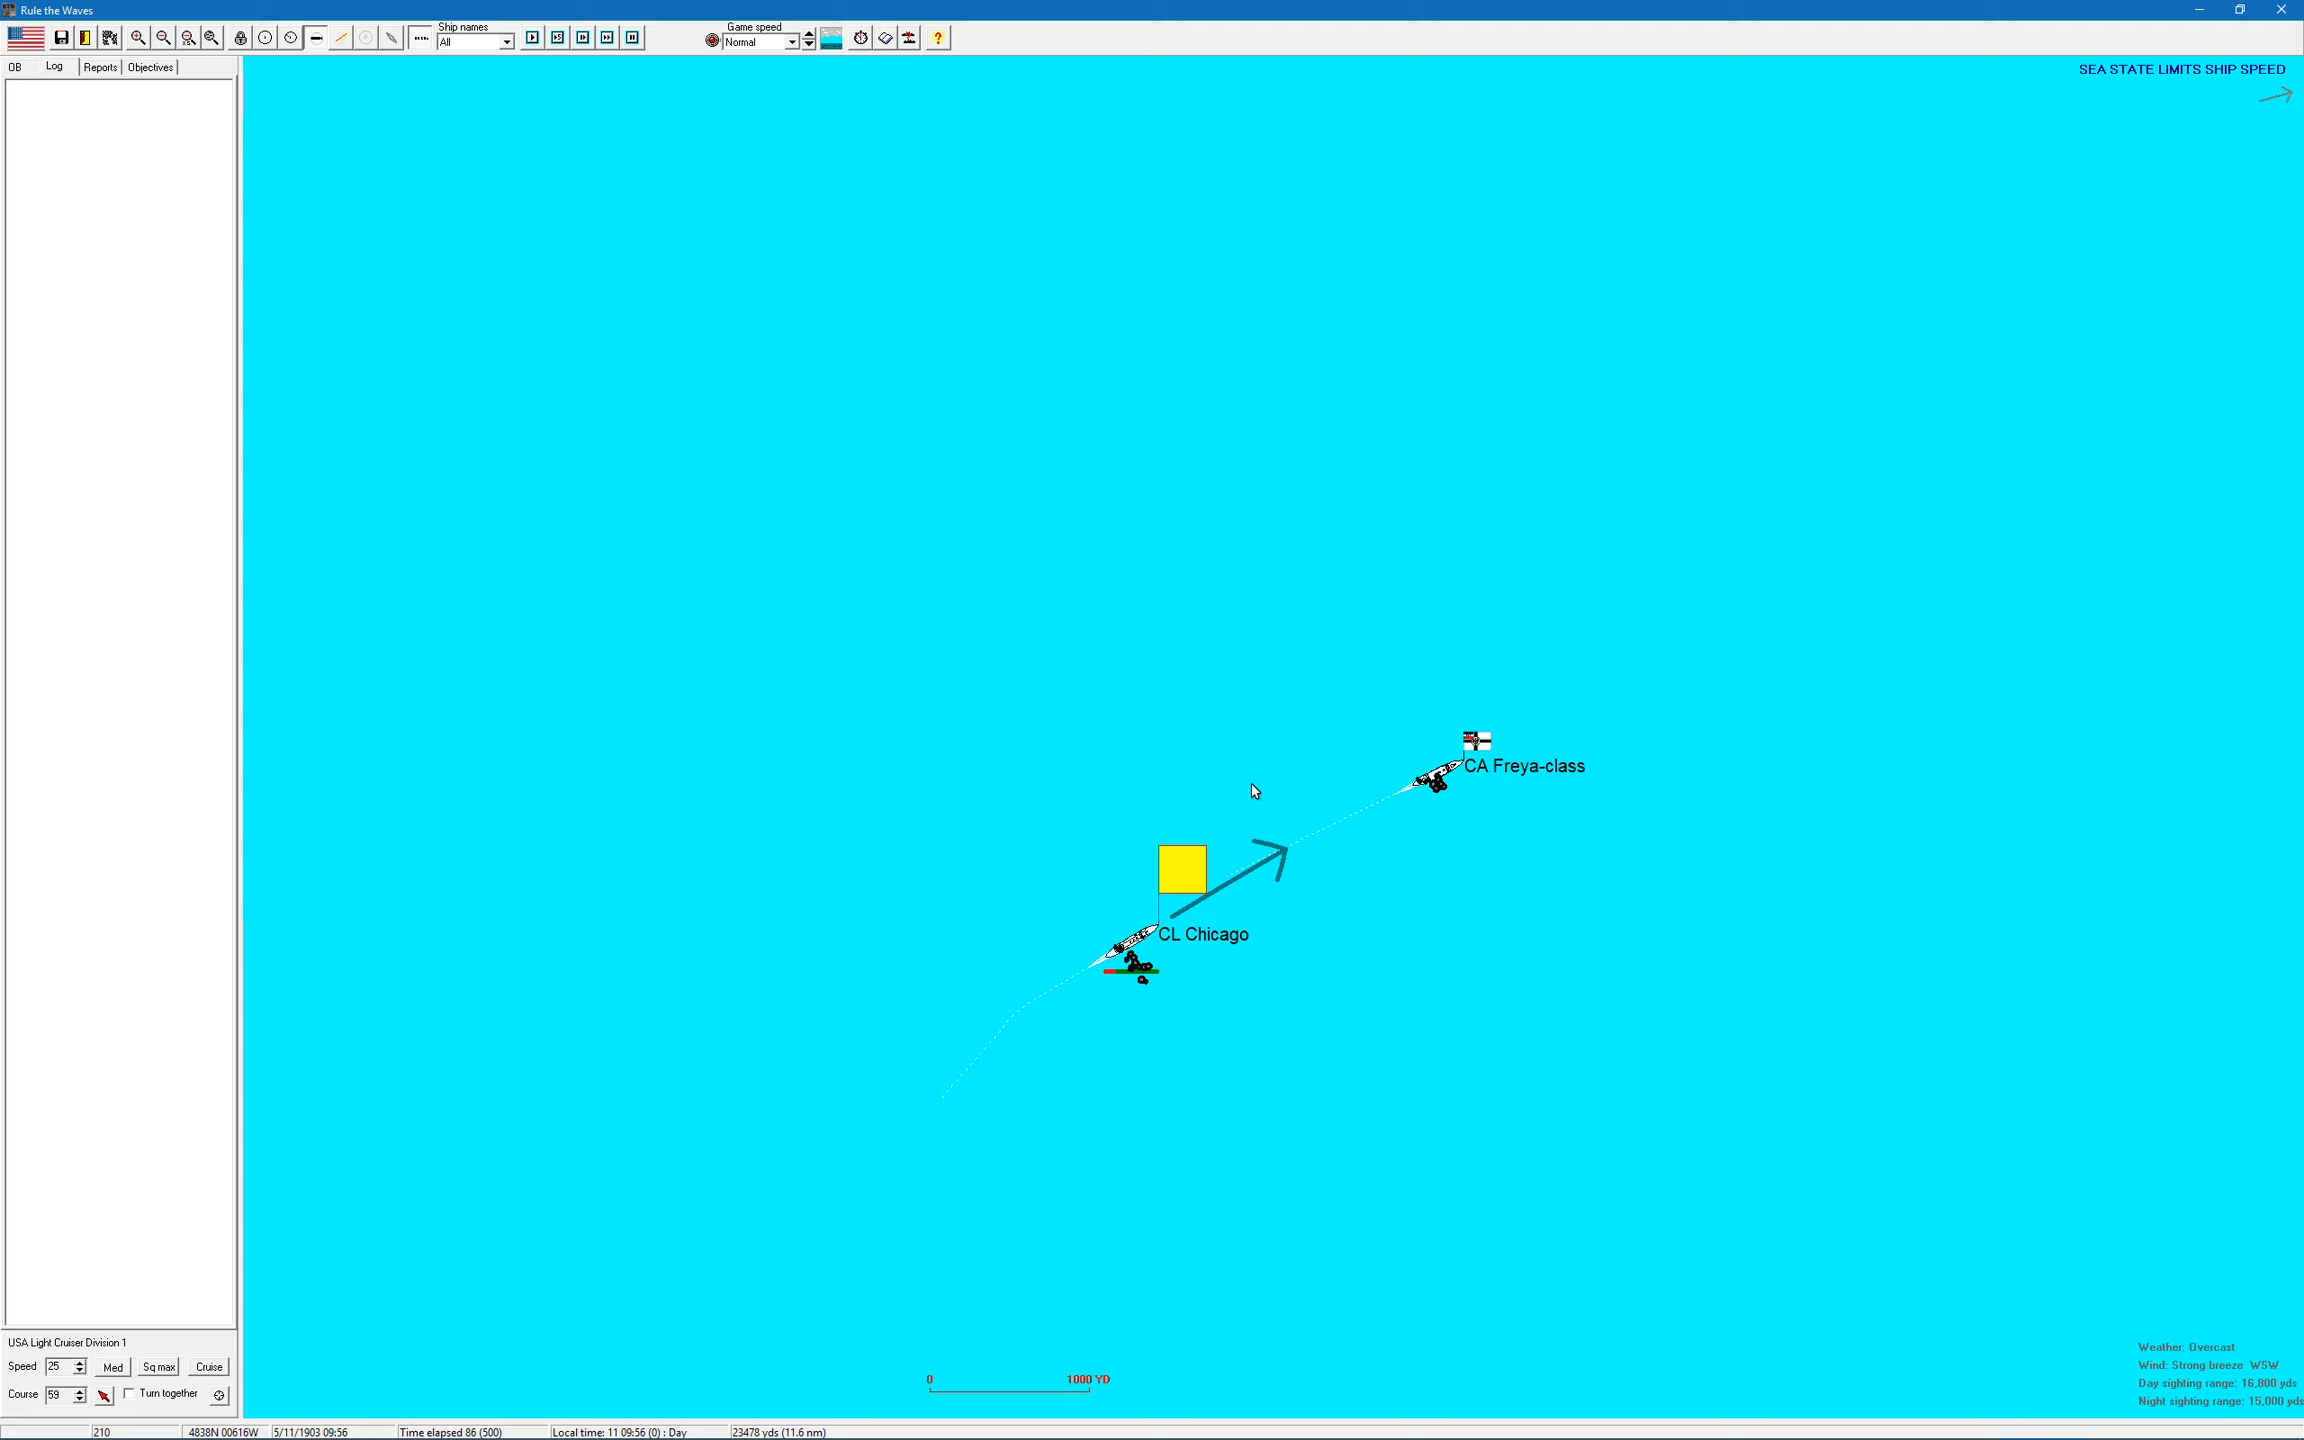 Rule the Waves
Ship names
All
Game speed
Normal
?
OB Log Reports Objectives
SEA STATE LIMITS SHIP SPEED
CA Freya-class
CL Chicago
0 1000 YD
Weather: Overcast
Wind: Strong breeze WSW
Day sighting range: 16,800 yds
Night sighting range: 15,000 yds
USA Light Cruiser Division 1
Speed 25 Med Sq max Cruise
Course 59 Turn together
210 4838N 00616W 5/11/1903 09:56 Time elapsed 86 (500) Local time: 11 09:56 (0) : Day 23478 yds (11.6 nm)